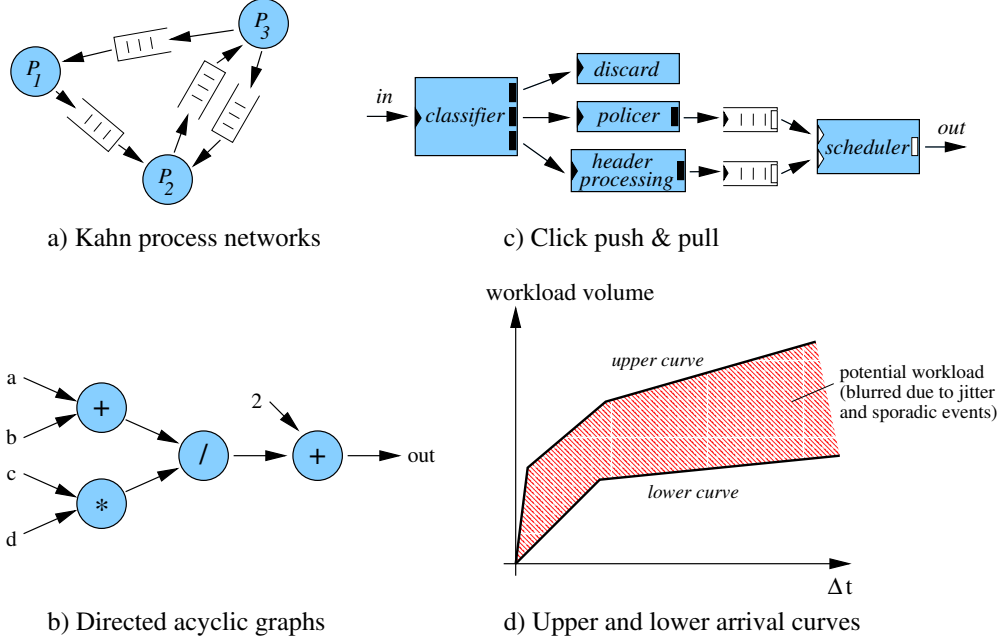 P1
P3
P2
a) Kahn process networks
in
classifier
discard
policer
header
processing
scheduler
out
c) Click push & pull
a
b
c
d
+
*
/
2
+
out
b) Directed acyclic graphs
workload volume
upper curve
potential workload
(blurred due to jitter
and sporadic events)
lower curve
Δ t
d) Upper and lower arrival curves